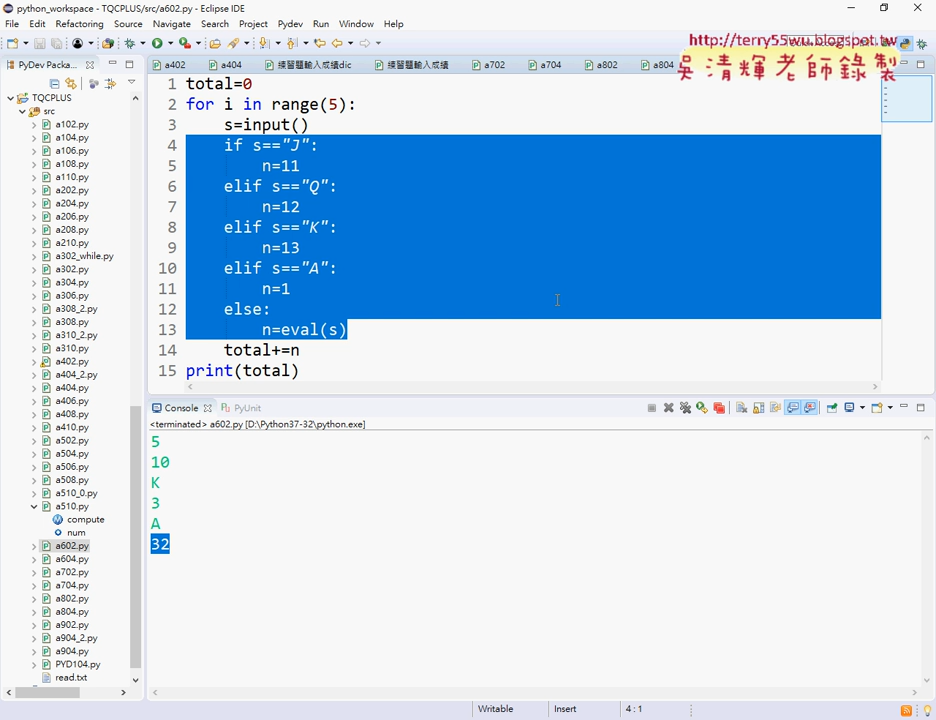 python_workspace - TQCPLUS/src/a602.py - Eclipse IDE
File Edit Refactoring Source Navigate Search Project Pydev Run Window Help
http://terry55wu.blogspot.tw
吳清輝老師錄製
PyDev Packa...
a402 a404 練習題輸入成績dic 練習題輸入成績 a702 a704 a802 a804
TQCPLUS
src
a102.py
a104.py
a106.py
a108.py
a110.py
a202.py
a204.py
a206.py
a208.py
a210.py
a302_while.py
a302.py
a304.py
a306.py
a308_2.py
a308.py
a310_2.py
a310.py
a402.py
a404_2.py
a404.py
a406.py
a408.py
a410.py
a502.py
a504.py
a506.py
a508.py
a510_0.py
a510.py
compute
num
a602.py
a604.py
a702.py
a704.py
a802.py
a804.py
a902.py
a904_2.py
a904.py
PYD104.py
read.txt
1 total=0
2 for i in range(5):
3 s=input()
4 if s=="J":
5 n=11
6 elif s=="Q":
7 n=12
8 elif s=="K":
9 n=13
10 elif s=="A":
11 n=1
12 else:
13 n=eval(s)
14 total+=n
15 print(total)
Console PyUnit
<terminated> a602.py [D:\Python37-32\python.exe]
5
10
K
3
A
32
Writable Insert 4 : 1